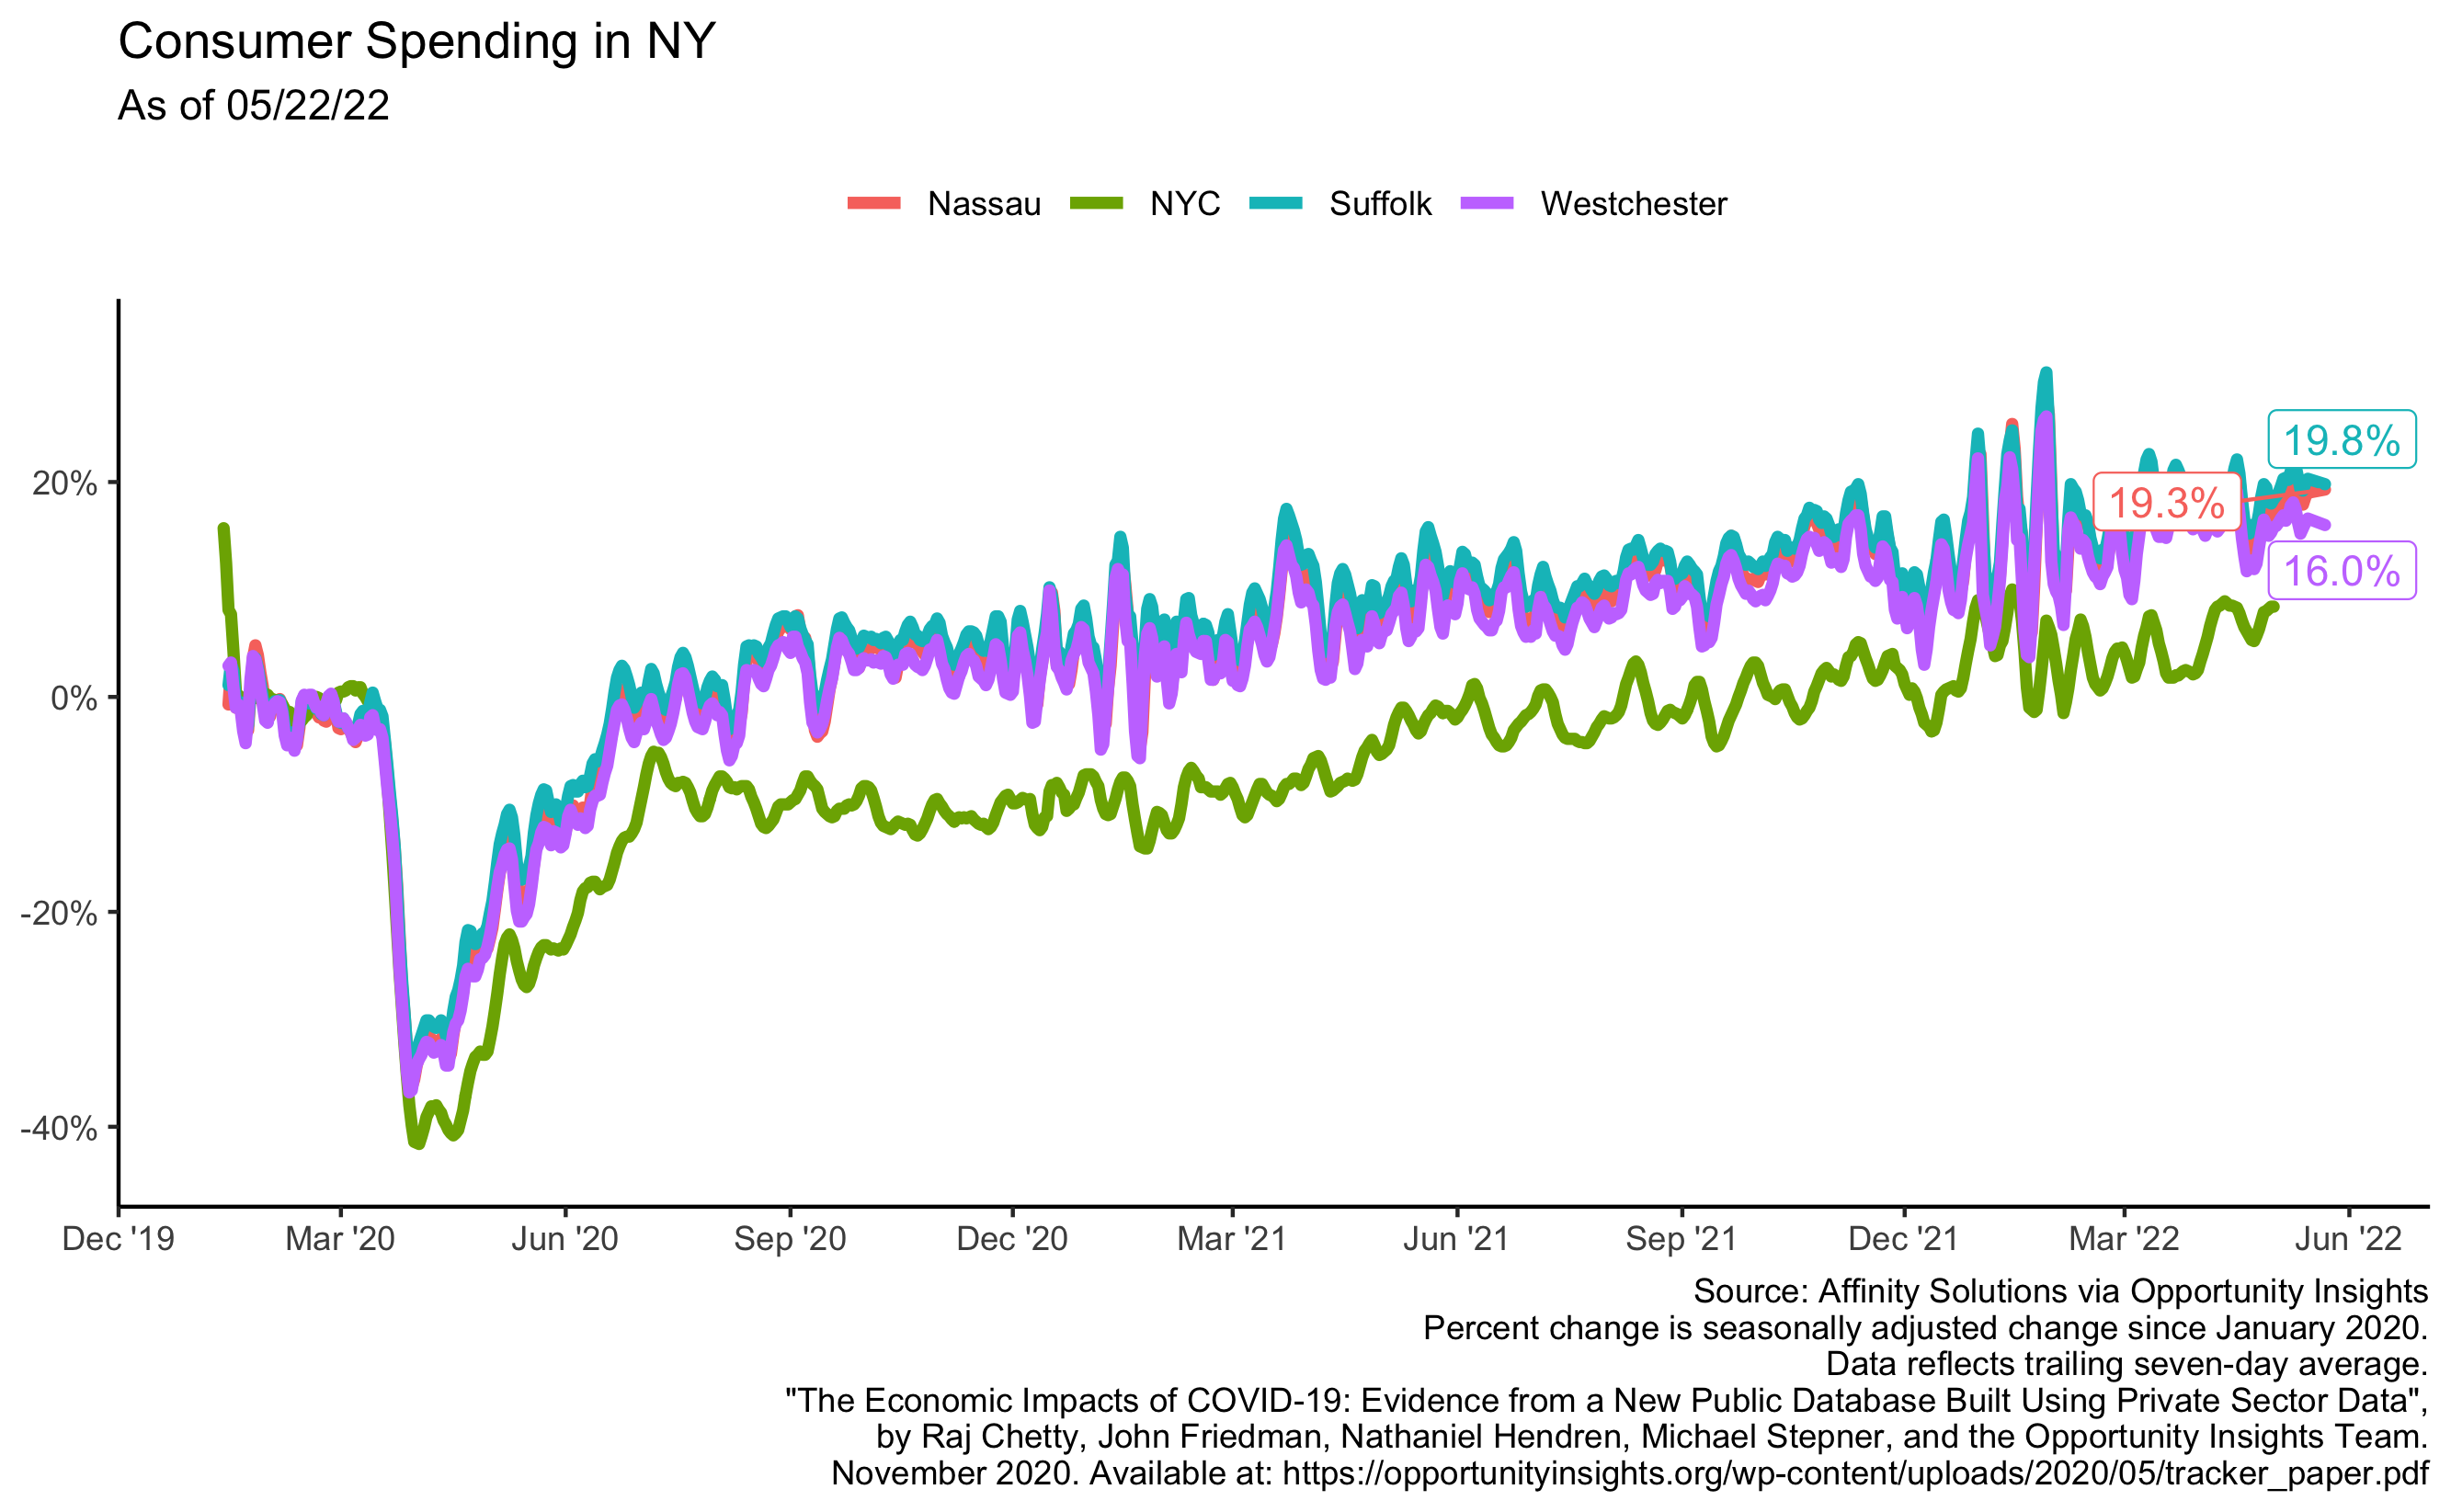 Consumer Spending in NY
As of 05/22/22
Nassau NYC Suffolk Westchester
20%
0%
-20%
-40%
19.8%
19.3%
16.0%
Dec '19 Mar '20 Jun '20 Sep '20 Dec '20 Mar '21 Jun '21 Sep '21 Dec '21 Mar '22 Jun '22
Source: Affinity Solutions via Opportunity Insights
Percent change is seasonally adjusted change since January 2020.
Data reflects trailing seven-day average.
"The Economic Impacts of COVID-19: Evidence from a New Public Database Built Using Private Sector Data",
by Raj Chetty, John Friedman, Nathaniel Hendren, Michael Stepner, and the Opportunity Insights Team.
November 2020. Available at: https://opportunityinsights.org/wp-content/uploads/2020/05/tracker_paper.pdf